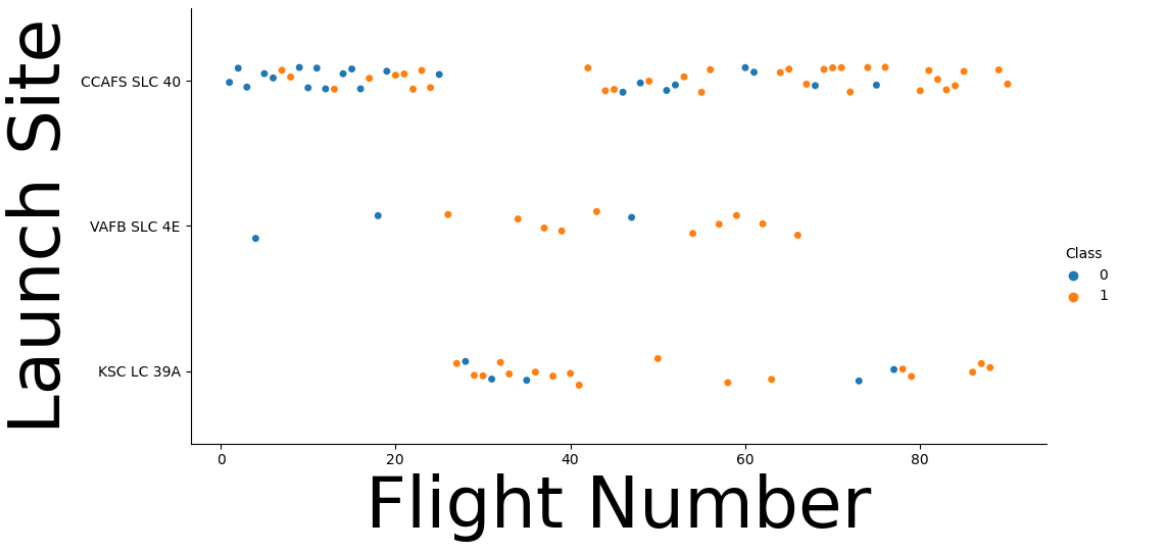 Launch Site
CCAFS SLC 40
VAFB SLC 4E
KSC LC 39A
0 20 40 60 80
Flight Number
Class
0
1